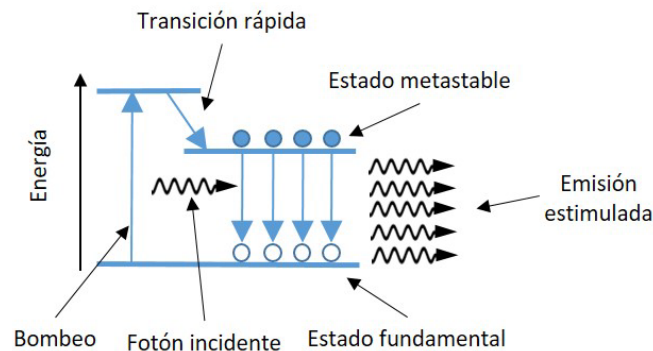 Transición rápida
Estado metastable
Energía
Emisión
estimulada
Bombeo
Fotón incidente
Estado fundamental